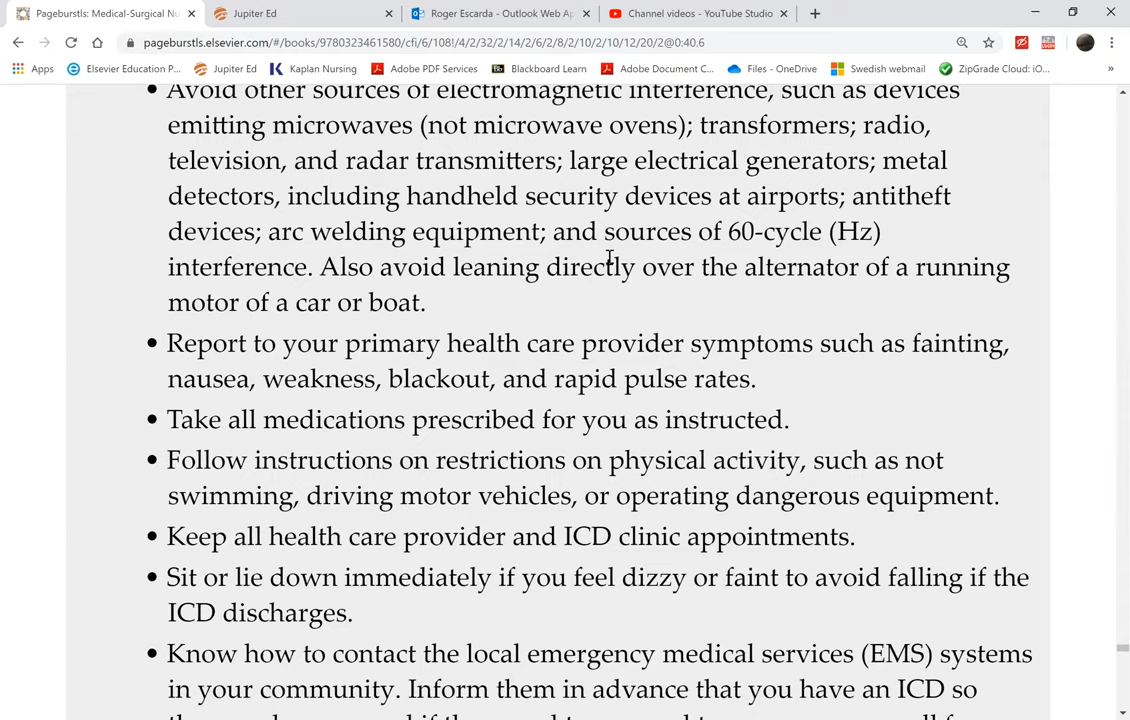 Pageburstls: Medical-Surgical Nu
Jupiter Ed
Roger Escarda - Outlook Web Ap
Channel videos - YouTube Studio
pageburstls.elsevier.com/#/books/9780323461580/cfi/6/108!/4/2/32/2/14/2/6/2/8/2/10/2/10/12/20/2@0:40.6
Apps
Elsevier Education P...
Jupiter Ed
Kaplan Nursing
Adobe PDF Services
Blackboard Learn
Adobe Document C...
Files - OneDrive
Swedish webmail
ZipGrade Cloud: iO...
»
• Avoid other sources of electromagnetic interference, such as devices
emitting microwaves (not microwave ovens); transformers; radio,
television, and radar transmitters; large electrical generators; metal
detectors, including handheld security devices at airports; antitheft
devices; arc welding equipment; and sources of 60-cycle (Hz)
interference. Also avoid leaning directly over the alternator of a running
motor of a car or boat.
• Report to your primary health care provider symptoms such as fainting,
nausea, weakness, blackout, and rapid pulse rates.
• Take all medications prescribed for you as instructed.
• Follow instructions on restrictions on physical activity, such as not
swimming, driving motor vehicles, or operating dangerous equipment.
• Keep all health care provider and ICD clinic appointments.
• Sit or lie down immediately if you feel dizzy or faint to avoid falling if the
ICD discharges.
• Know how to contact the local emergency medical services (EMS) systems
in your community. Inform them in advance that you have an ICD so